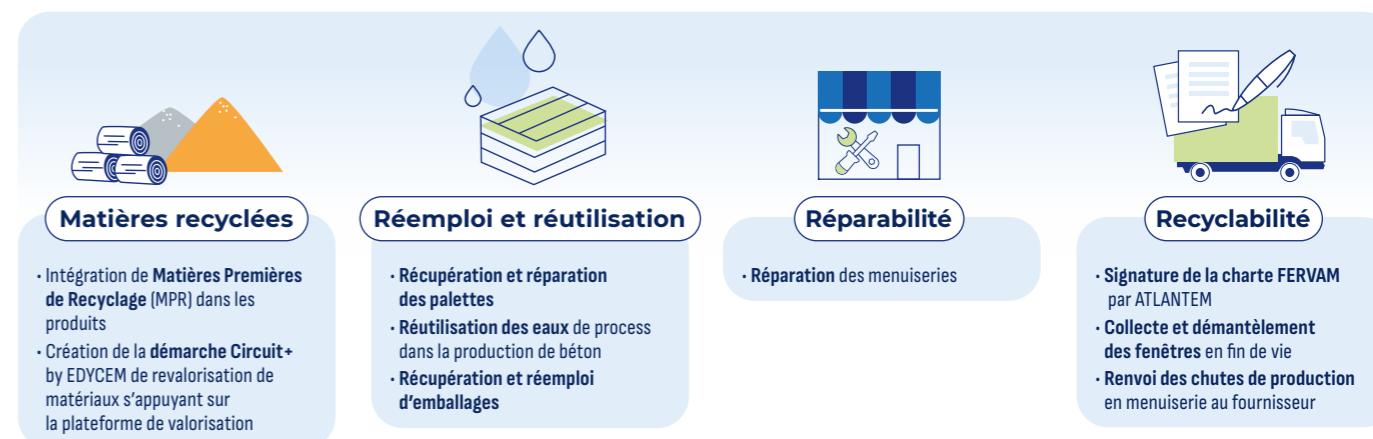 Matières recyclées
· Intégration de Matières Premières
de Recyclage (MPR) dans les
produits
· Création de la démarche Circuit+
by EDYCEM de revalorisation de
matériaux s’appuyant sur
la plateforme de valorisation
Réemploi et réutilisation
· Récupération et réparation
des palettes
· Réutilisation des eaux de process
dans la production de béton
· Récupération et réemploi
d’emballages
Réparabilité
· Réparation des menuiseries
Recyclabilité
· Signature de la charte FERVAM
par ATLANTEM
· Collecte et démantèlement
des fenêtres en fin de vie
· Renvoi des chutes de production
en menuiserie au fournisseur